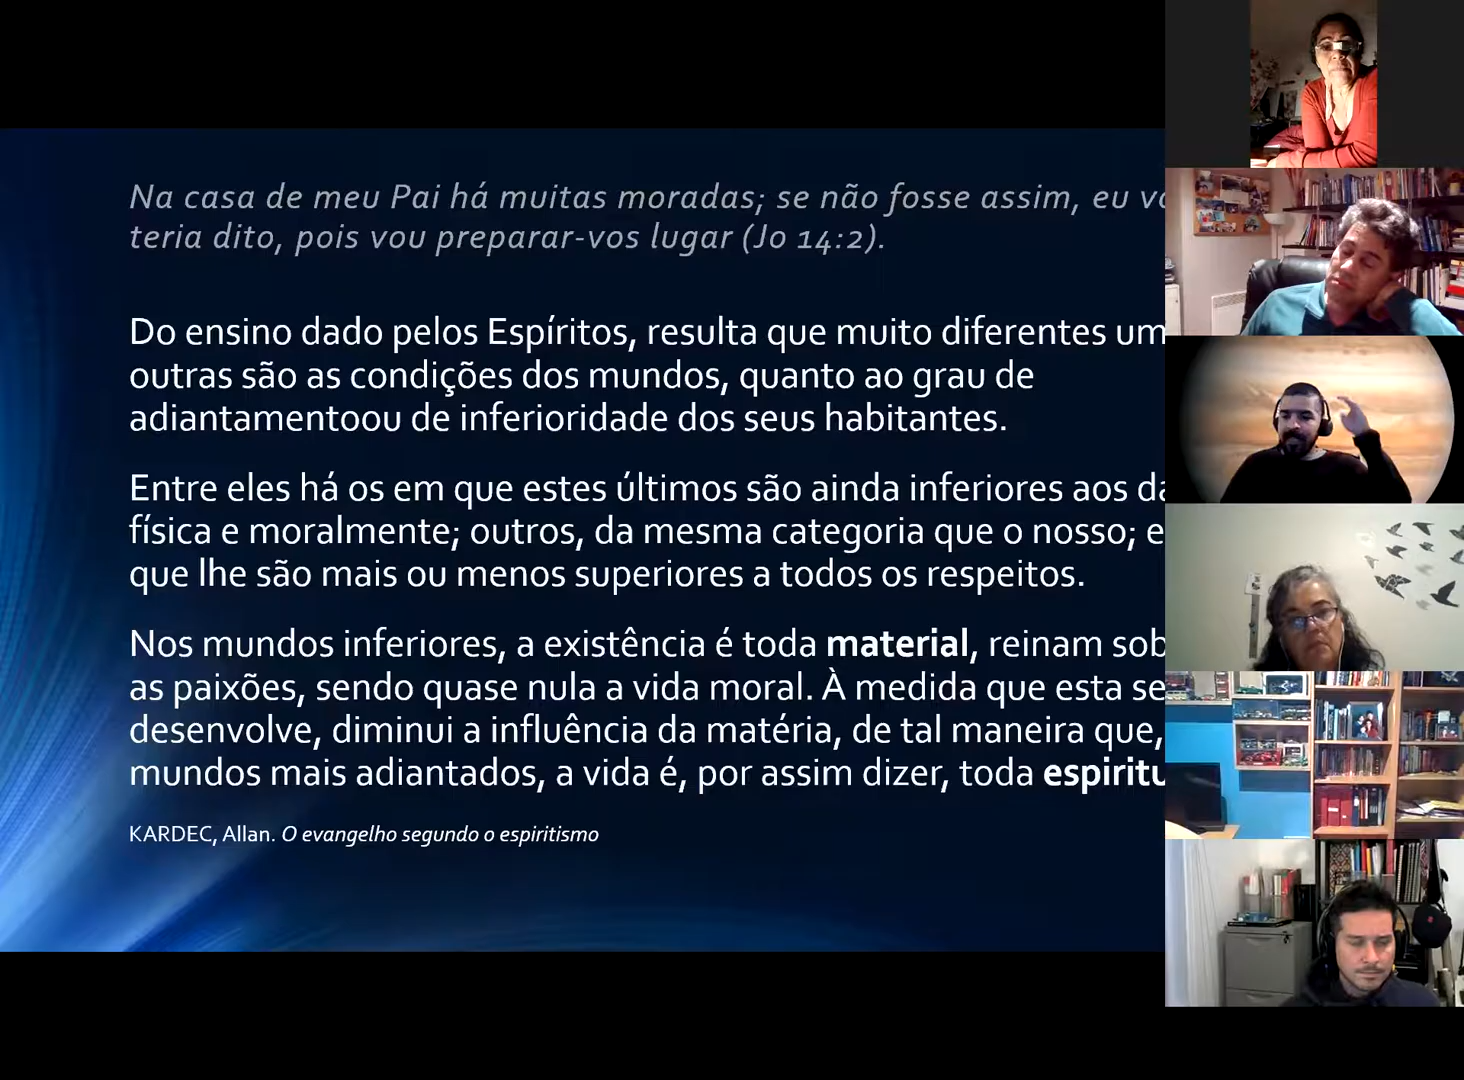 Na casa de meu Pai há muitas moradas; se não fosse assim, eu
teria dito, pois vou preparar-vos lugar (Jo 14:2).
Do ensino dado pelos Espíritos, resulta que muito diferentes
outras são as condições dos mundos, quanto ao grau de
adiantamentoou de inferioridade dos seus habitantes.
Entre eles há os em que estes últimos são ainda inferiores aos
física e moralmente; outros, da mesma categoria que o nosso;
que lhe são mais ou menos superiores a todos os respeitos.
Nos mundos inferiores, a existência é toda material, reinam
as paixões, sendo quase nula a vida moral. À medida que esta se
desenvolve, diminui a influência da matéria, de tal maneira que,
mundos mais adiantados, a vida é, por assim dizer, toda
KARDEC, Allan. O evangelho segundo o espiritismo